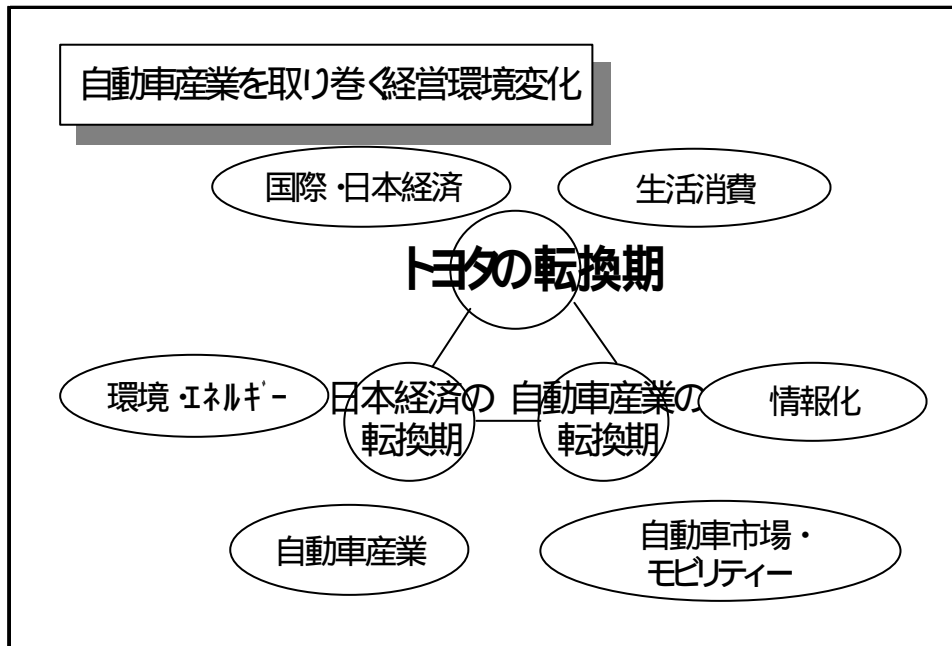 自動車産業を取り巻く経営環境変化
国際・日本経済
生活消費
トヨタの転換期
環境・ｴﾈﾙｷﾞｰ
日本経済の
転換期
自動車産業の
転換期
情報化
自動車産業
自動車市場・
モビリティー